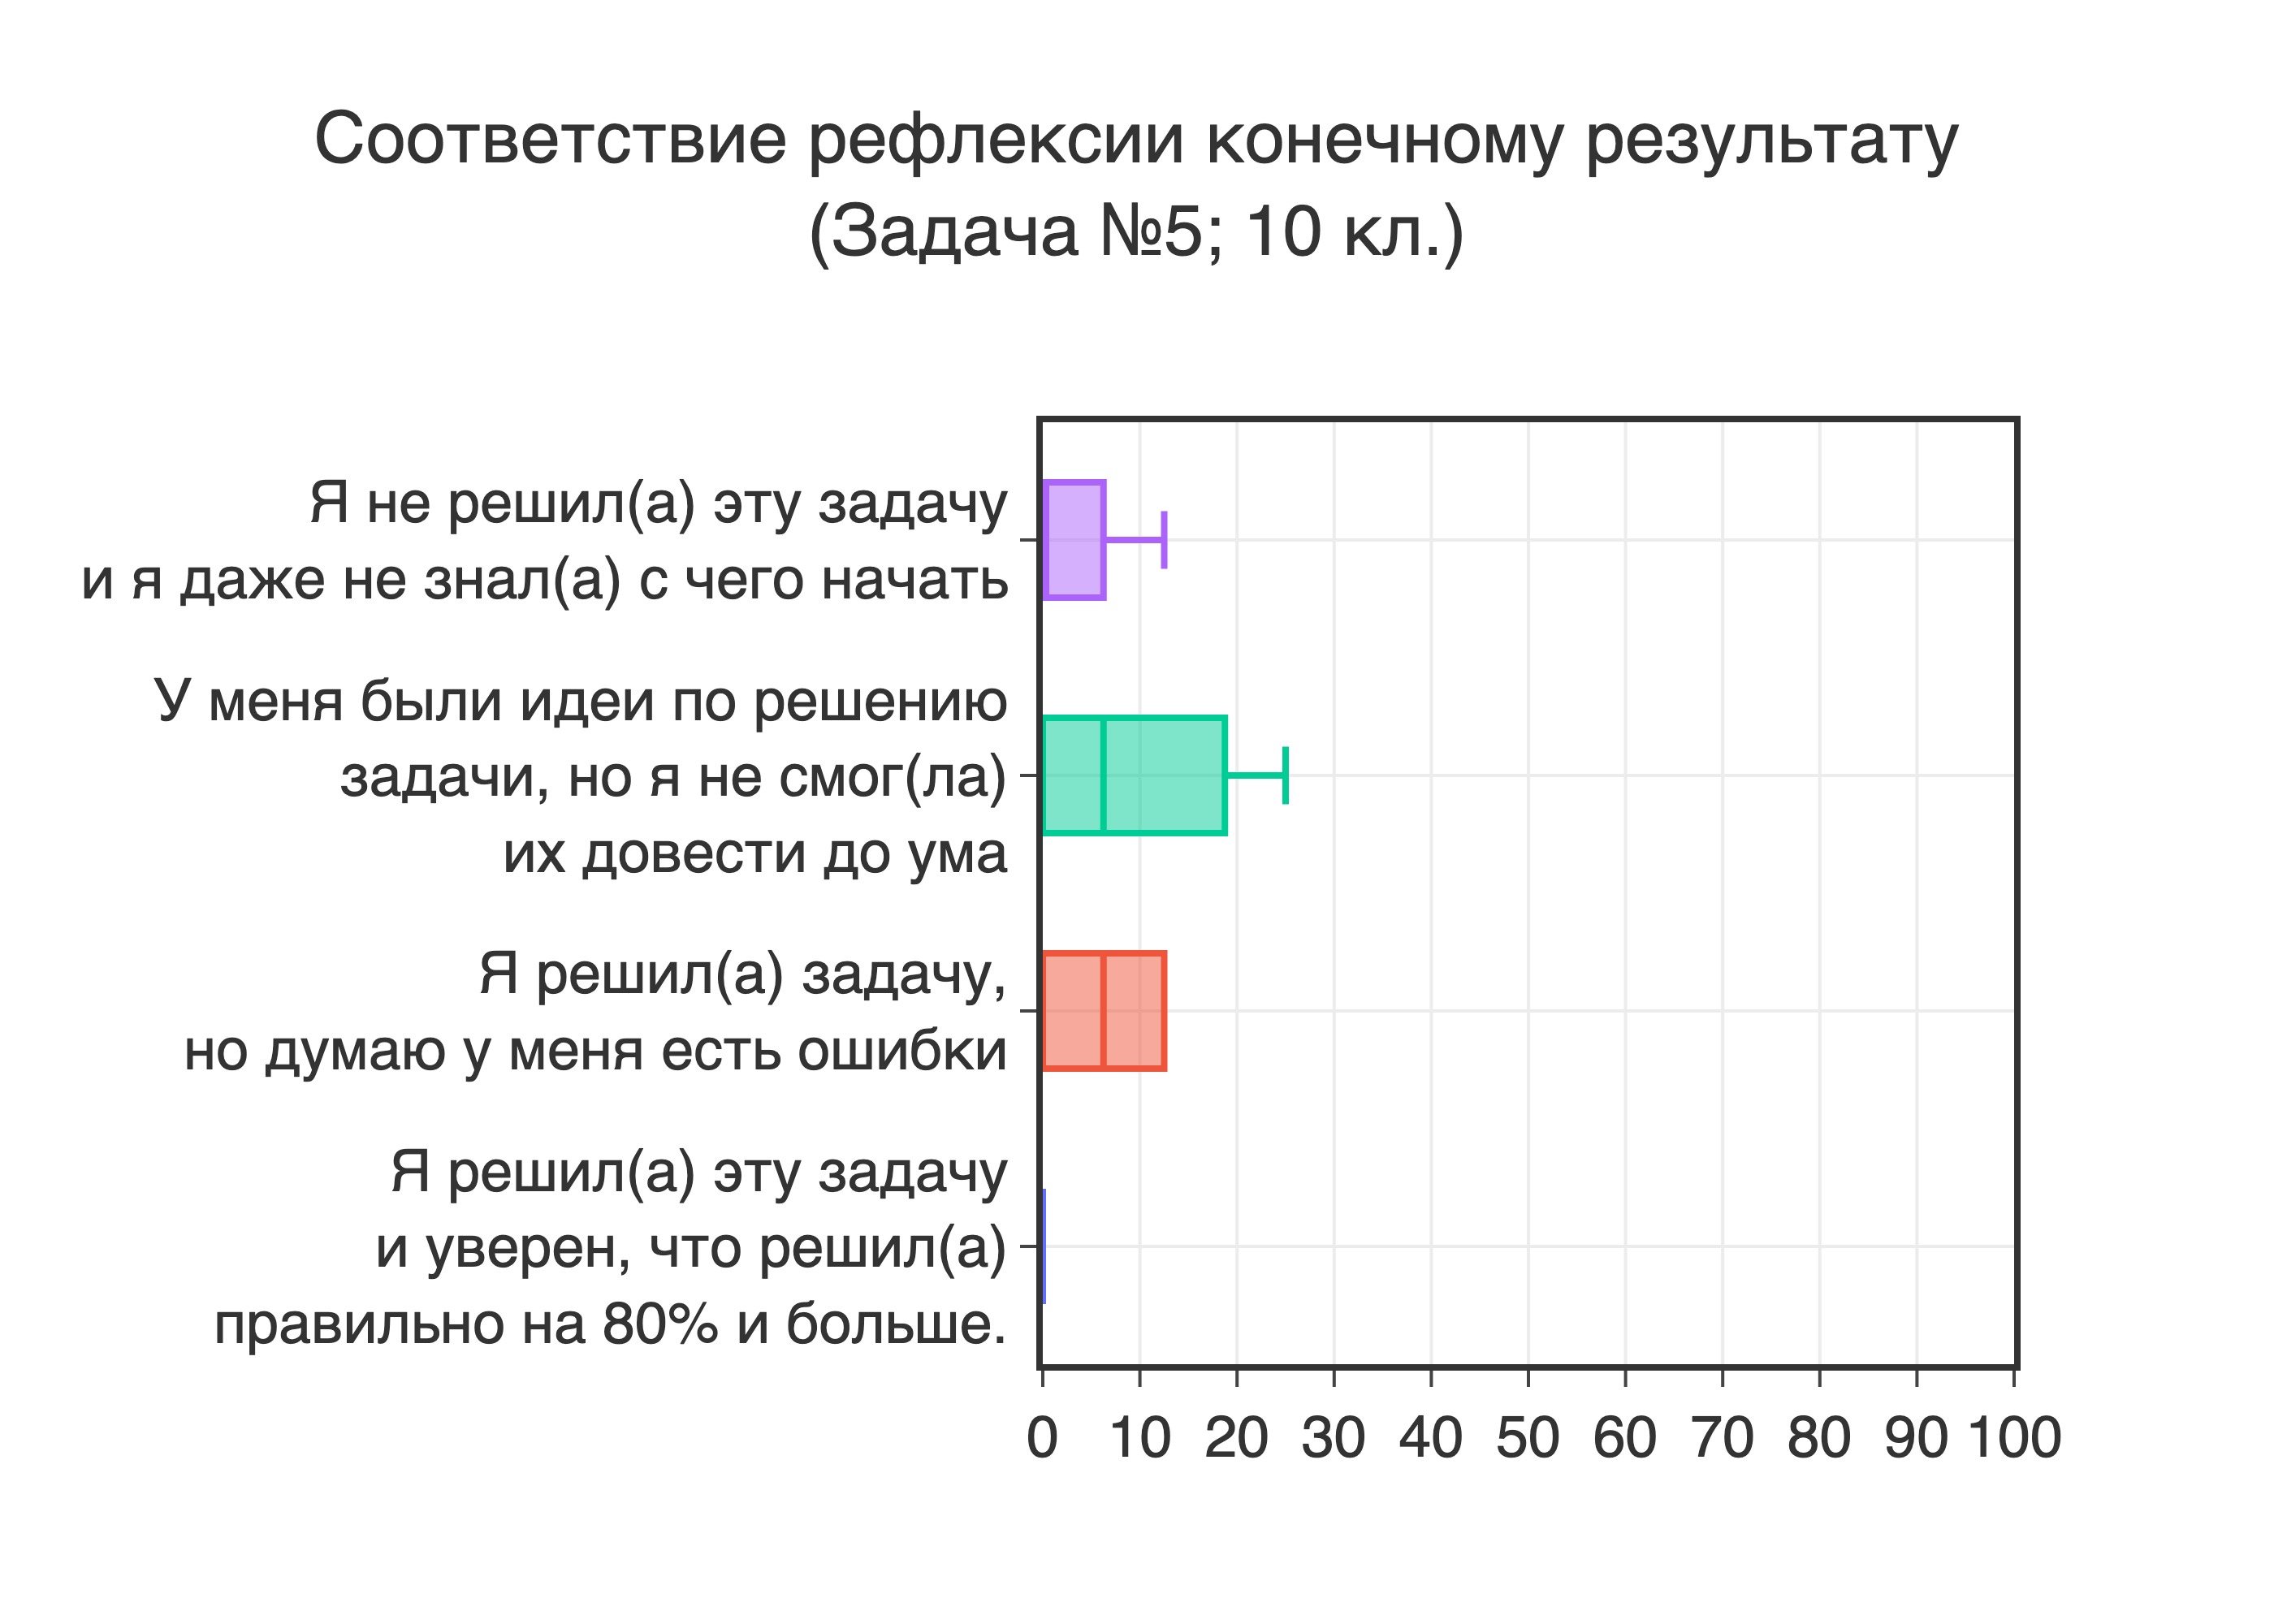 Соответствие рефлексии конечному результату
(Задача №5; 10 кл.)
Я не решил(а) эту задачу
и я даже не знал(а) с чего начать
У меня были идеи по решению
задачи, но я не смог(ла)
их довести до ума
Я решил(а) задачу,
но думаю у меня есть ошибки
Я решил(а) эту задачу
и уверен, что решил(а)
правильно на 80% и больше.
0 10 20 30 40 50 60 70 80 90 100